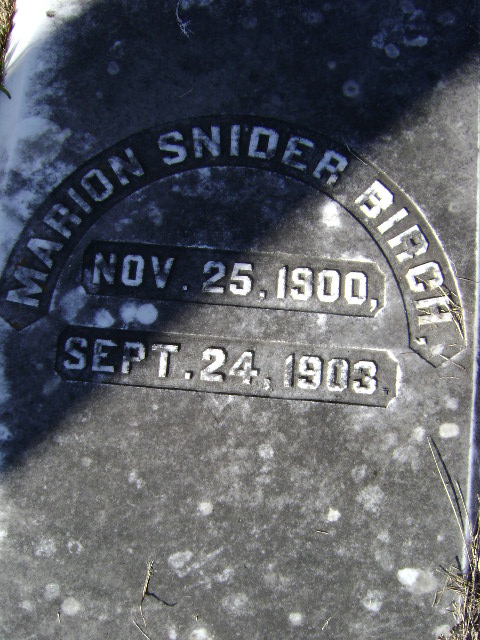 MARION SNIDER BIRCH,
NOV. 25, 1900,
SEPT. 24, 1903.